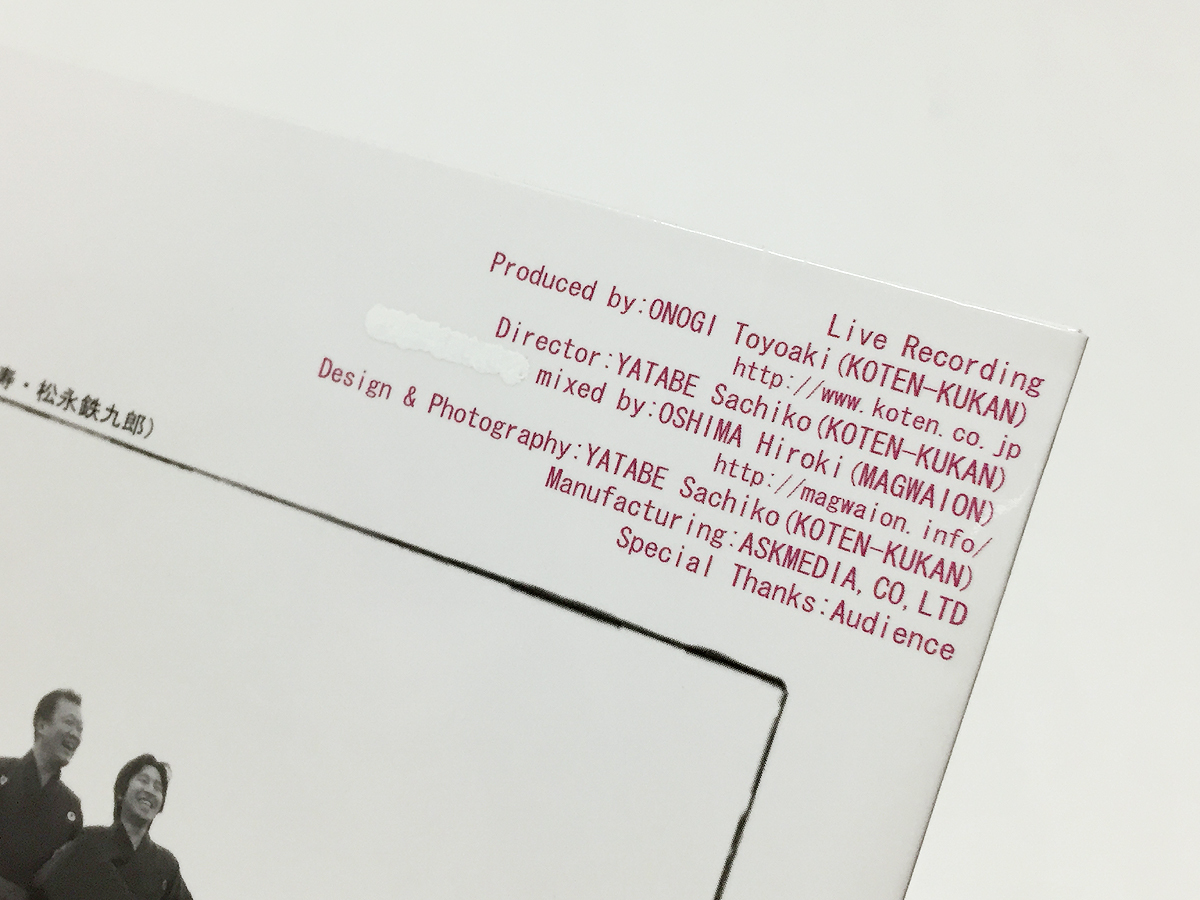 Live Recording
Produced by:ONOGI Toyoaki(KOTEN-KUKAN)
http://www.koten.co.jp
Director:YATABE Sachiko(KOTEN-KUKAN)
mixed by:OSHIMA Hiroki(MAGWAION)
http://magwaion.info/
Design & Photography:YATABE Sachiko(KOTEN-KUKAN)
Manufacturing:ASKMEDIA,CO,LTD
Special Thanks:Audience
寿・松永鉄九郎)